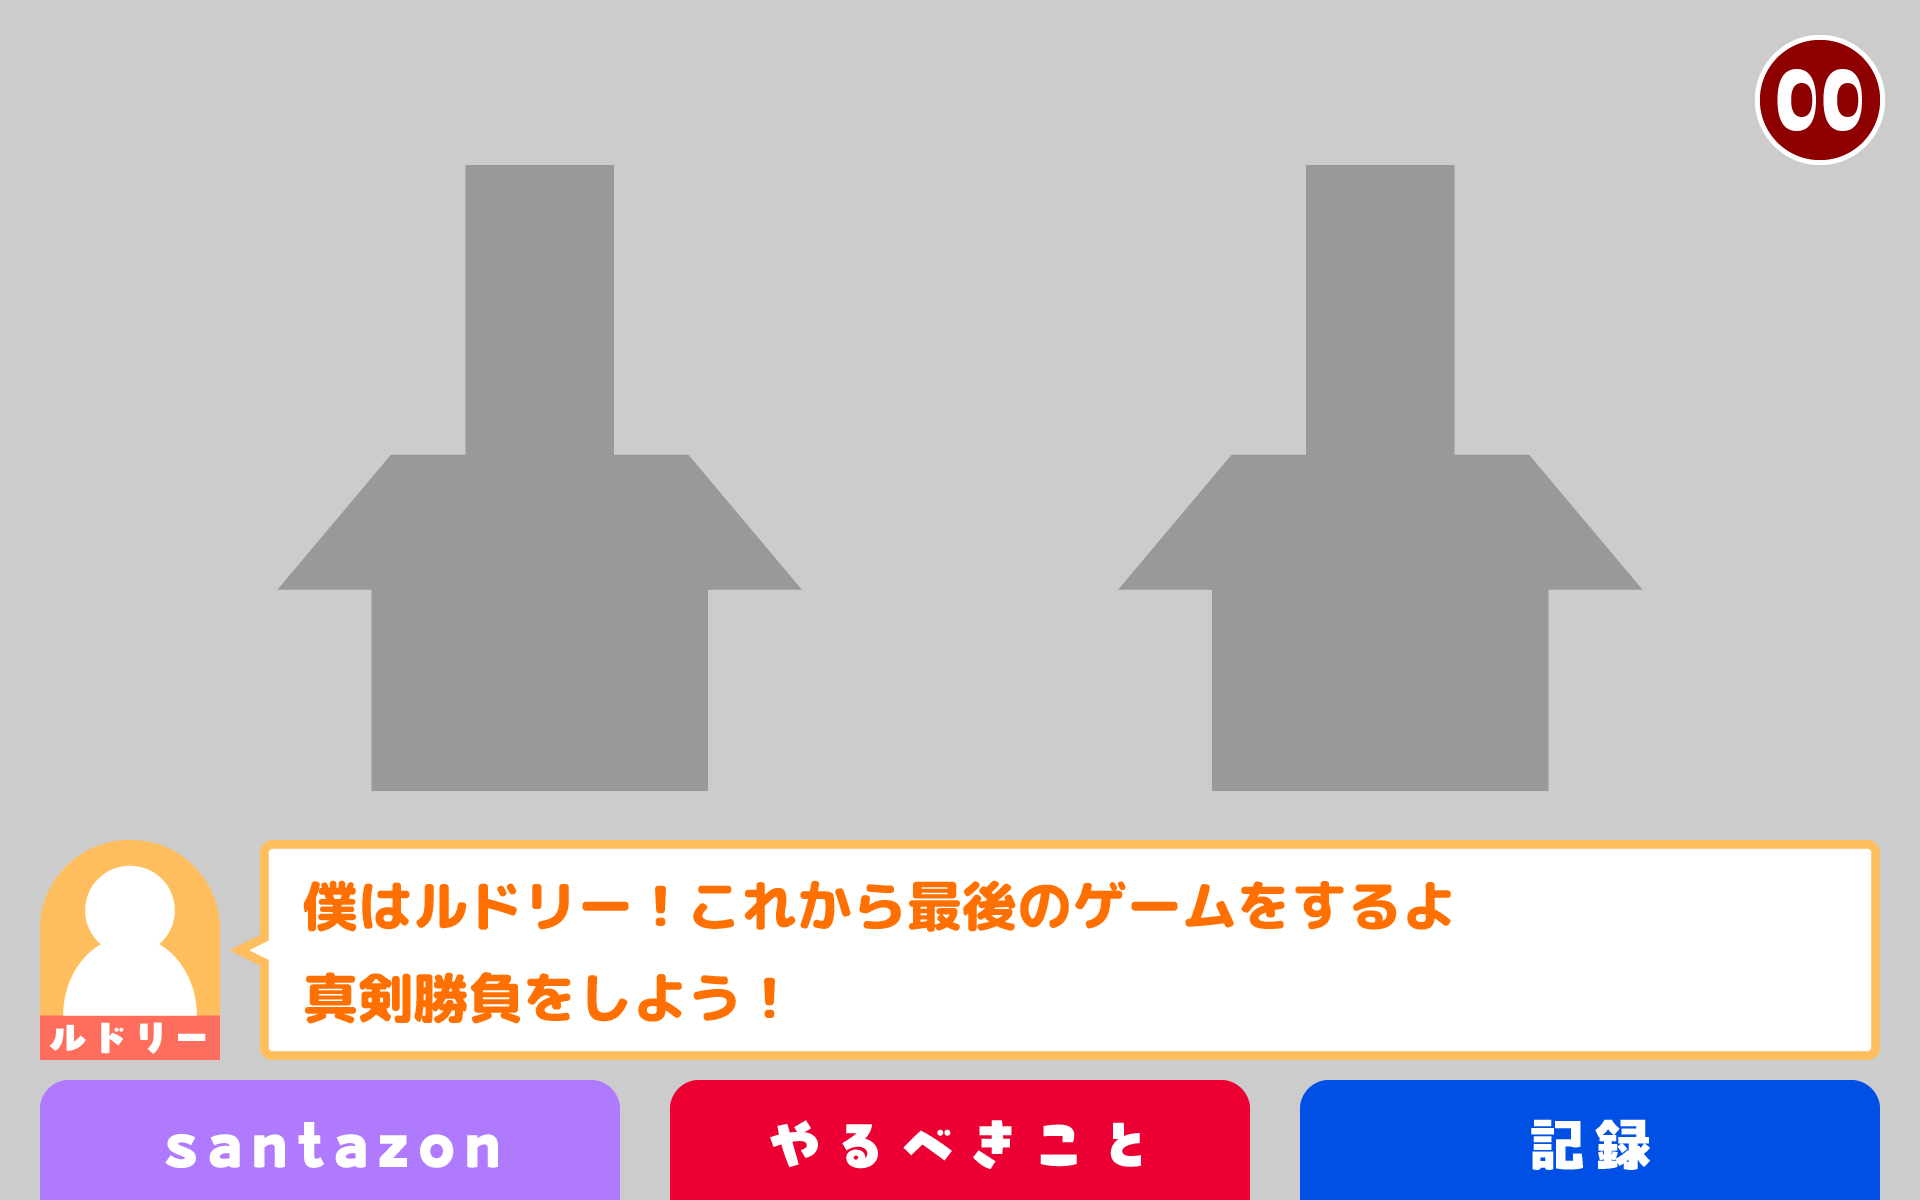 00
僕はルドリー！これから最後のゲームをするよ
真剣勝負をしよう！
ルドリー
santazon
やるべきこと
記録